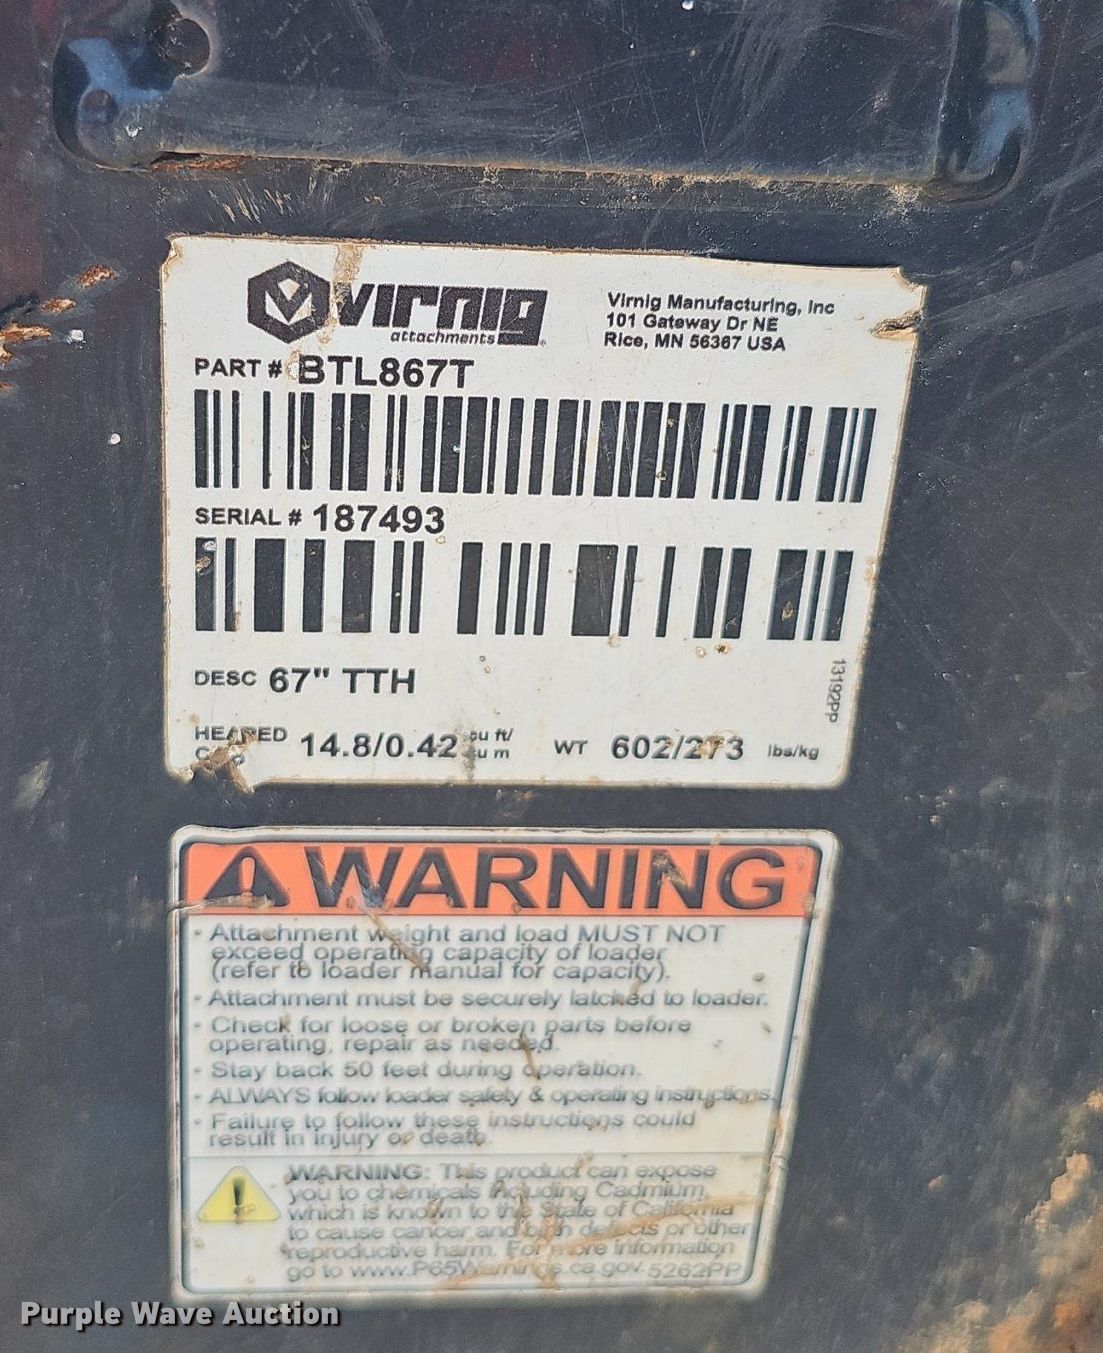 VIRNIG
attachments
Virnig Manufacturing, Inc
101 Gateway Dr NE
Rice, MN 56367 USA
PART # BTL867T
SERIAL # 187493
DESC 67" TTH
13192PP
HEAPED
CAP
14.8/0.42 cu ft/
cu m
WT 602/273 lbs/kg
WARNING
• Attachment weight and load MUST NOT
exceed operating capacity of loader
(refer to loader manual for capacity).
• Attachment must be securely latched to loader.
• Check for loose or broken parts before
operating, repair as needed.
• Stay back 50 feet during operation.
• ALWAYS follow loader safety & operating instructions.
• Failure to follow these instructions could
result in injury or death.
WARNING: This product can expose
you to chemicals including Cadmium,
which is known to the State of California
to cause cancer and birth defects or other
reproductive harm. For more information
go to www.P65Warnings.ca.gov 5262PP
Purple Wave Auction